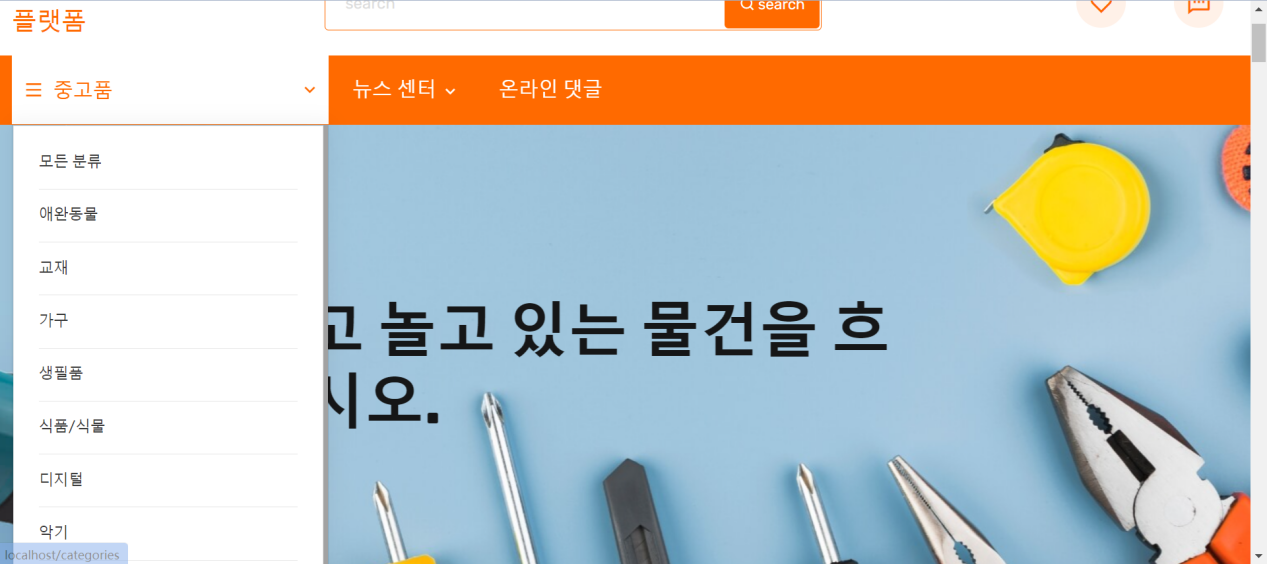 플랫폼
search
search
중고품
뉴스 센터
온라인 댓글
모든 분류
애완동물
교재
가구
생필품
식품/식물
디지털
악기
고 놀고 있는 물건을 흐
시오.
localhost/categories